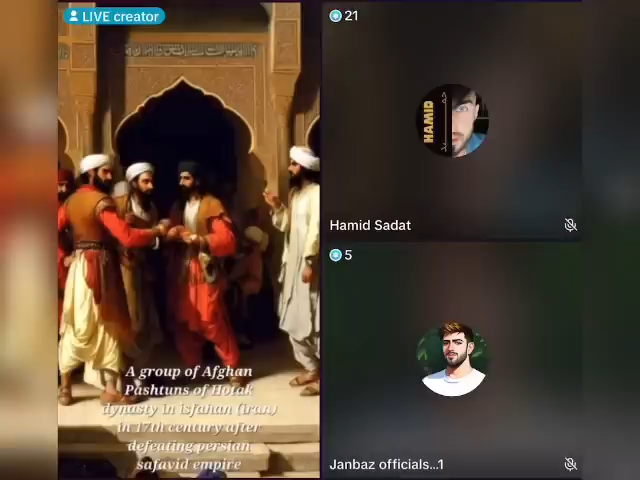 LIVE creator
A group of Afghan
Pashtuns of Hotak
dynasty in isfahan (iran)
in 17th century after
defeating persian
safavid empire
21
HAMID
Hamid Sadat
5
Janbaz officials...1